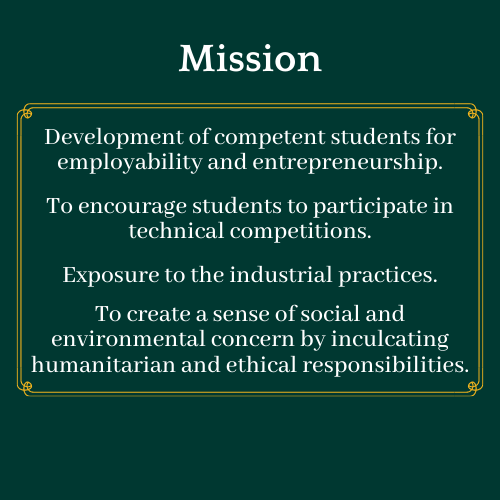 Mission
Development of competent students for
employability and entrepreneurship.
To encourage students to participate in
technical competitions.
Exposure to the industrial practices.
To create a sense of social and
environmental concern by inculcating
humanitarian and ethical responsibilities.